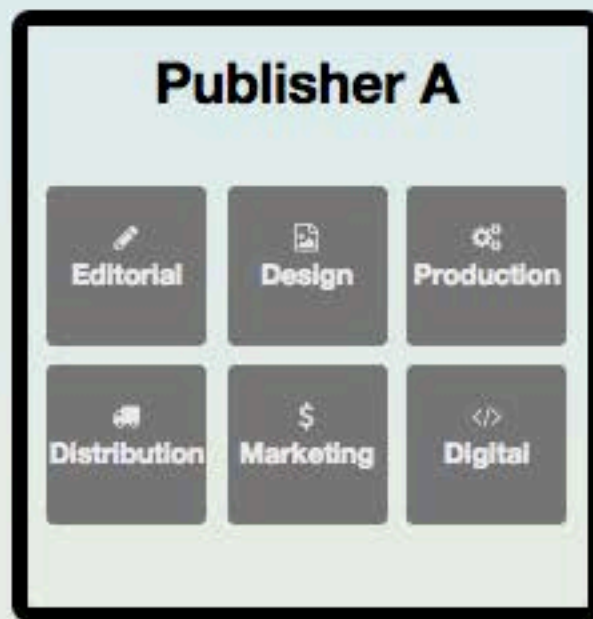 Publisher A
Editorial
Design
Production
Distribution
$
Marketing
</>
Digital